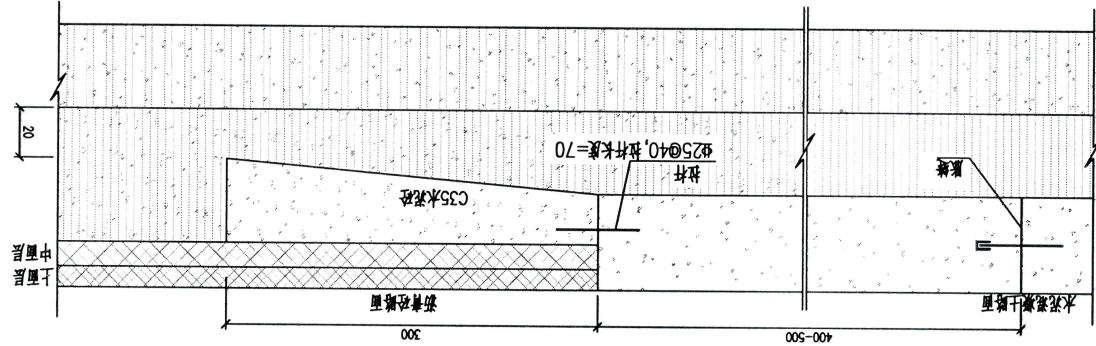 20
Φ25@40,拉杆长度=70
拉杆
胀缝
C35水泥砼
中面层
上面层
沥青砼路面
水泥混凝土路面
300
400-500